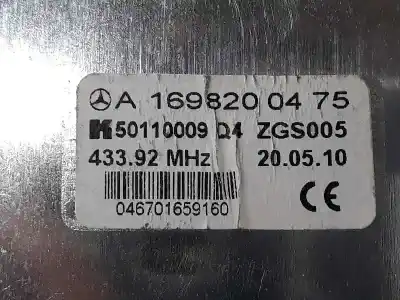 A 169820 04 75
K 50110009 Q4 ZGS005
433.92 MHz 20.05.10
046701659160
CE